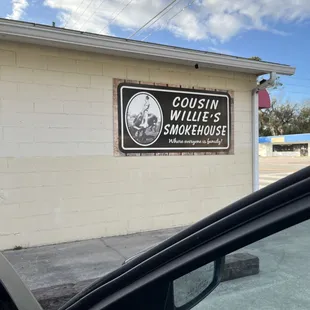 COUSIN
WILLIE'S
SMOKEHOUSE
Where everyone is family!